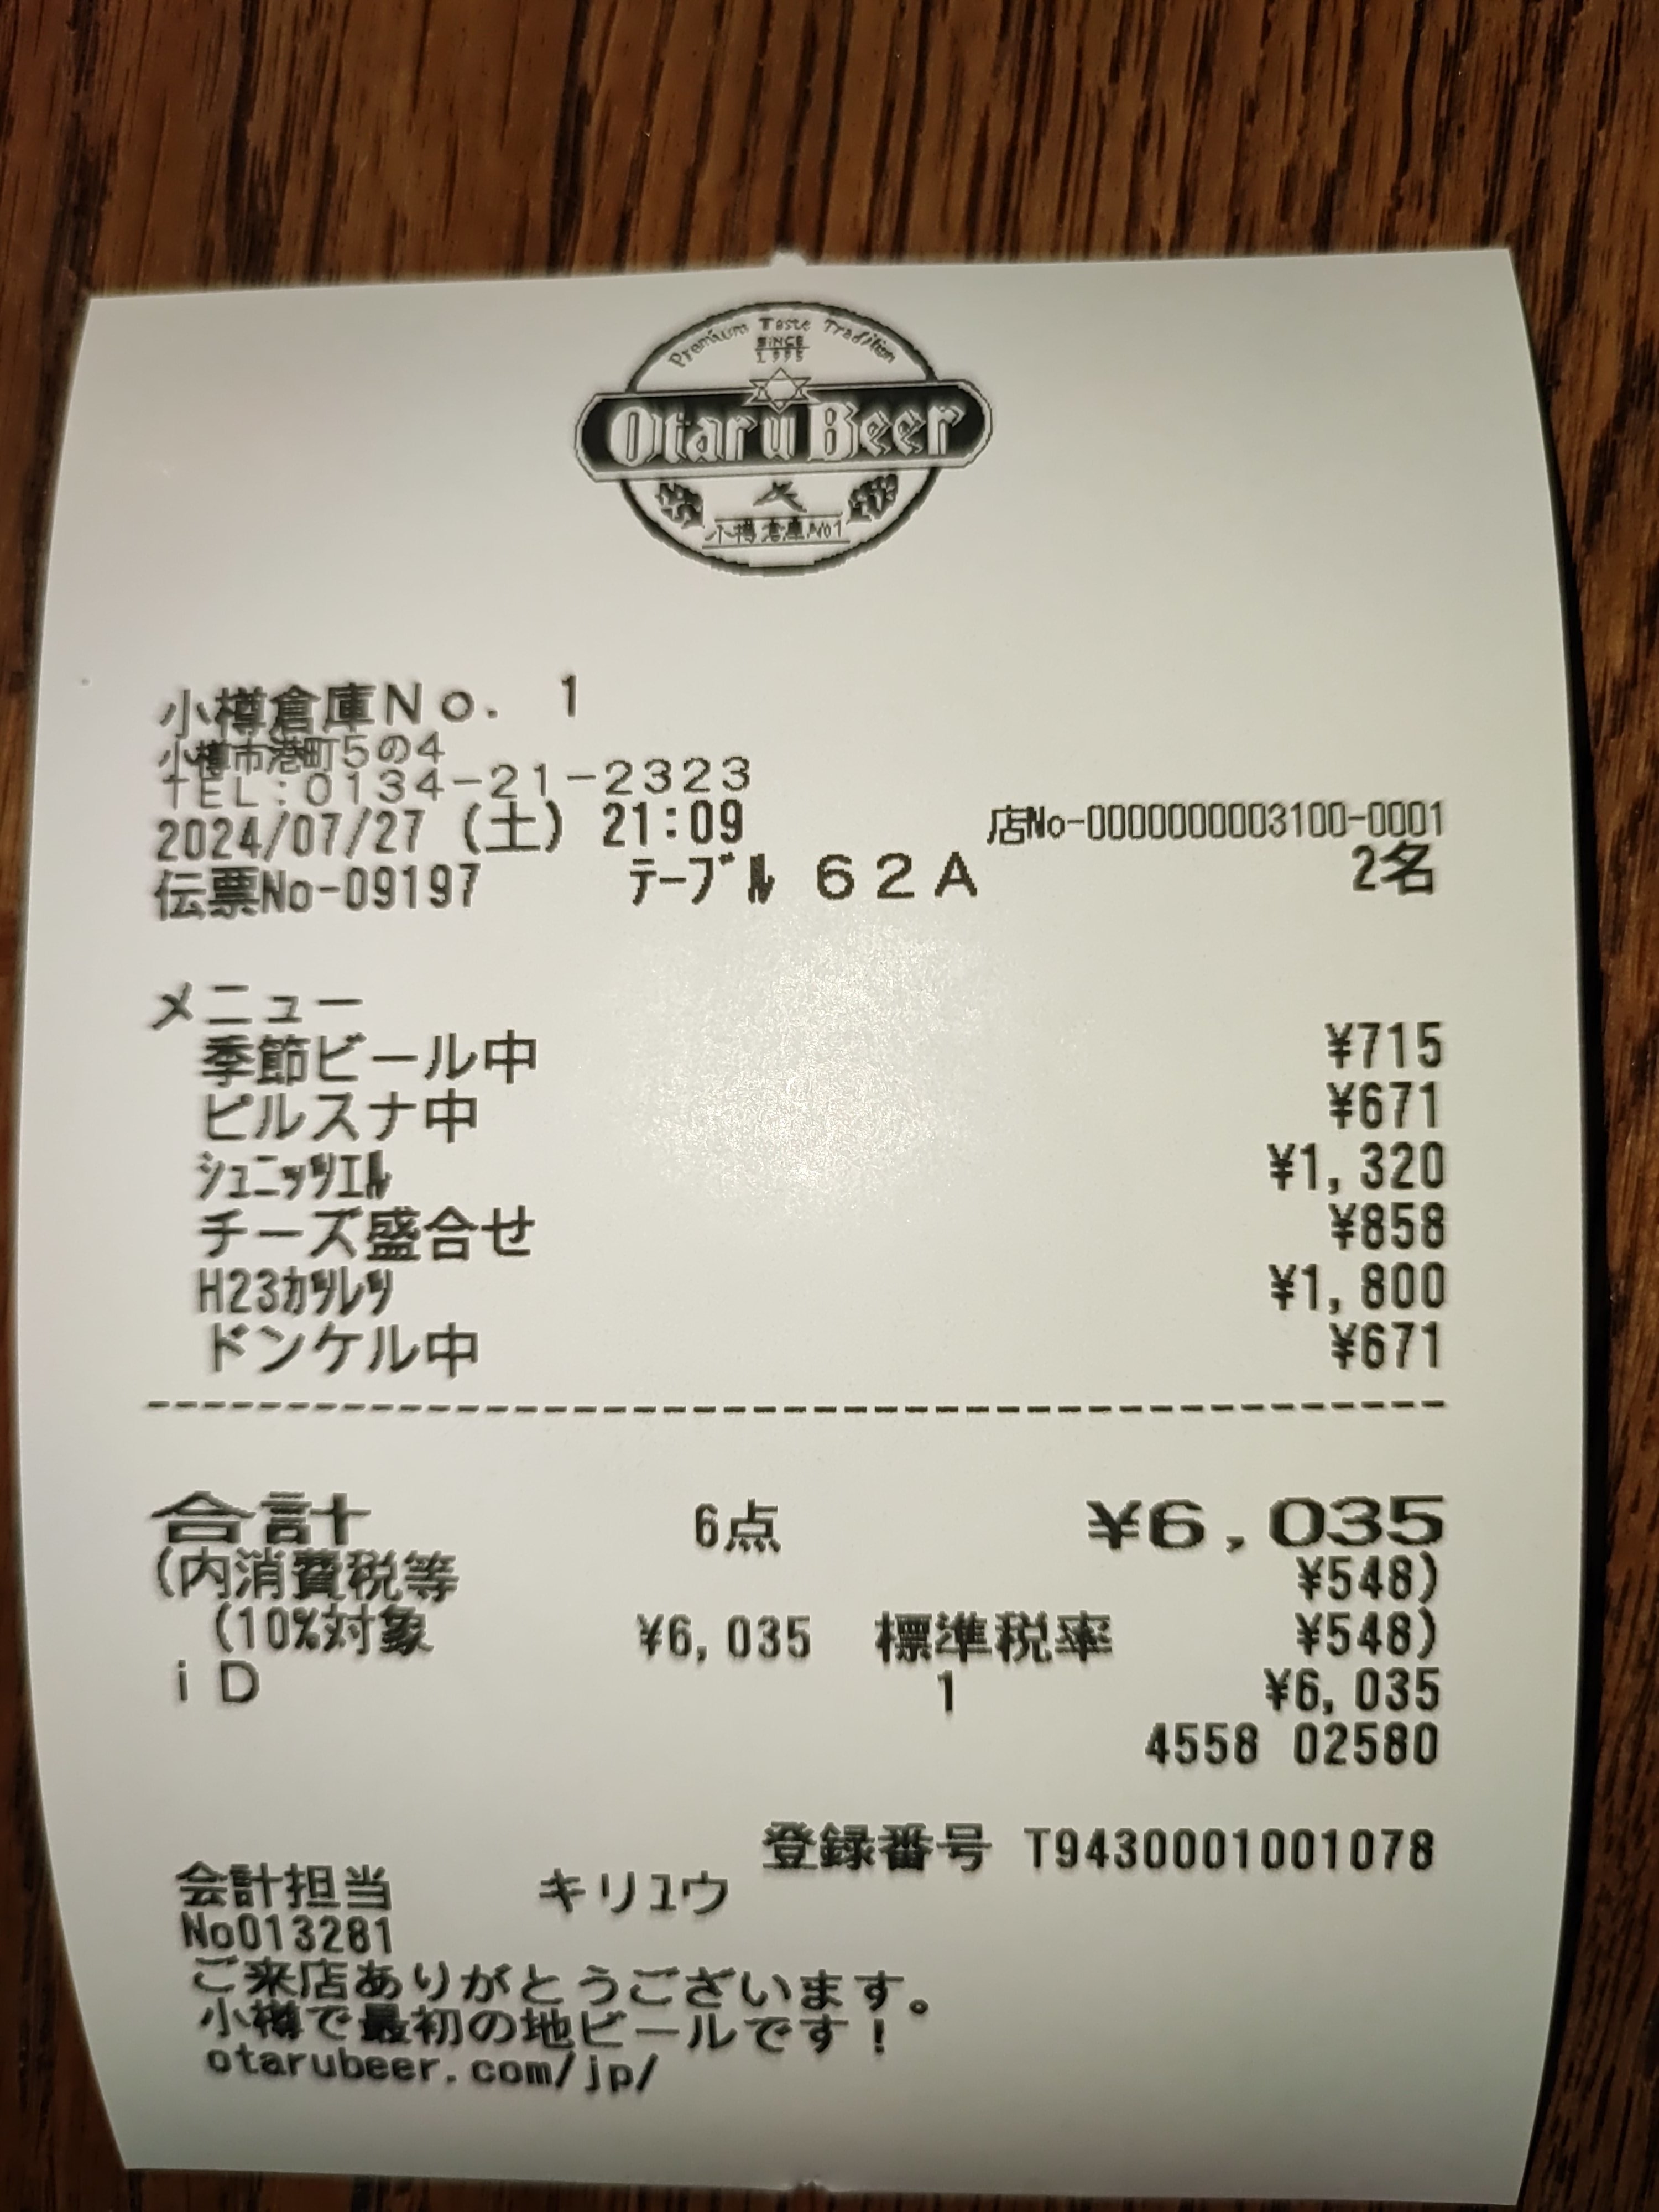 Premium Taste Tradition
SINCE
1995
Otaru Beer
小樽倉庫No1
小樽倉庫No. 1
小樽市港町5の4
TEL:0134-21-2323
2024/07/27 (土) 21:09 店No-0000000003100-0001
伝票No-09197 ﾃｰﾌﾞﾙ 62A 2名
メニュー
季節ビール中 ¥715
ピルスナ中 ¥671
ｼｭﾆｯﾂｴﾙ ¥1,320
チーズ盛合せ ¥858
H23ｶﾂﾚﾂ ¥1,800
ドンケル中 ¥671
合計 6点 ¥6,035
(内消費税等 ¥548)
(10%対象 ¥6,035 標準税率 ¥548)
iD 1 ¥6,035
4558 02580
登録番号 T9430001001078
会計担当 キリュウ
No013281
ご来店ありがとうございます。
小樽で最初の地ビールです!
otarubeer.com/jp/